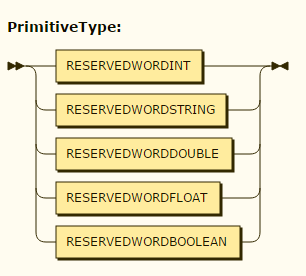 PrimitiveType:
RESERVEDWORDINT
RESERVEDWORDSTRING
RESERVEDWORDDOUBLE
RESERVEDWORDFLOAT
RESERVEDWORDBOOLEAN